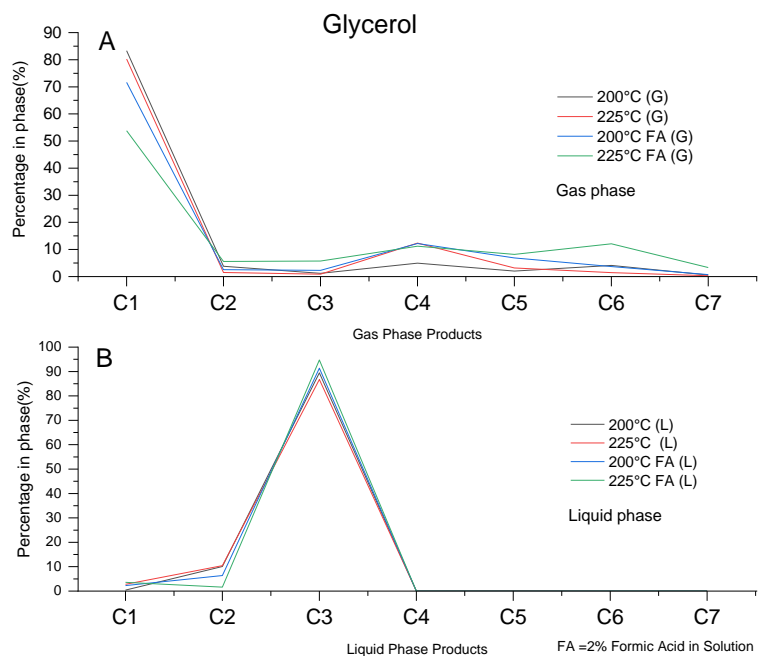 Glycerol
A
Percentage in phase(%)
90
80
70
60
50
40
30
20
10
0
200°C (G)
225°C (G)
200°C FA (G)
225°C FA (G)
Gas phase
C1 C2 C3 C4 C5 C6 C7
Gas Phase Products
B
Percentage in phase(%)
100
90
80
70
60
50
40
30
20
10
0
200°C (L)
225°C (L)
200°C FA (L)
225°C FA (L)
Liquid phase
C1 C2 C3 C4 C5 C6 C7
Liquid Phase Products
FA =2% Formic Acid in Solution